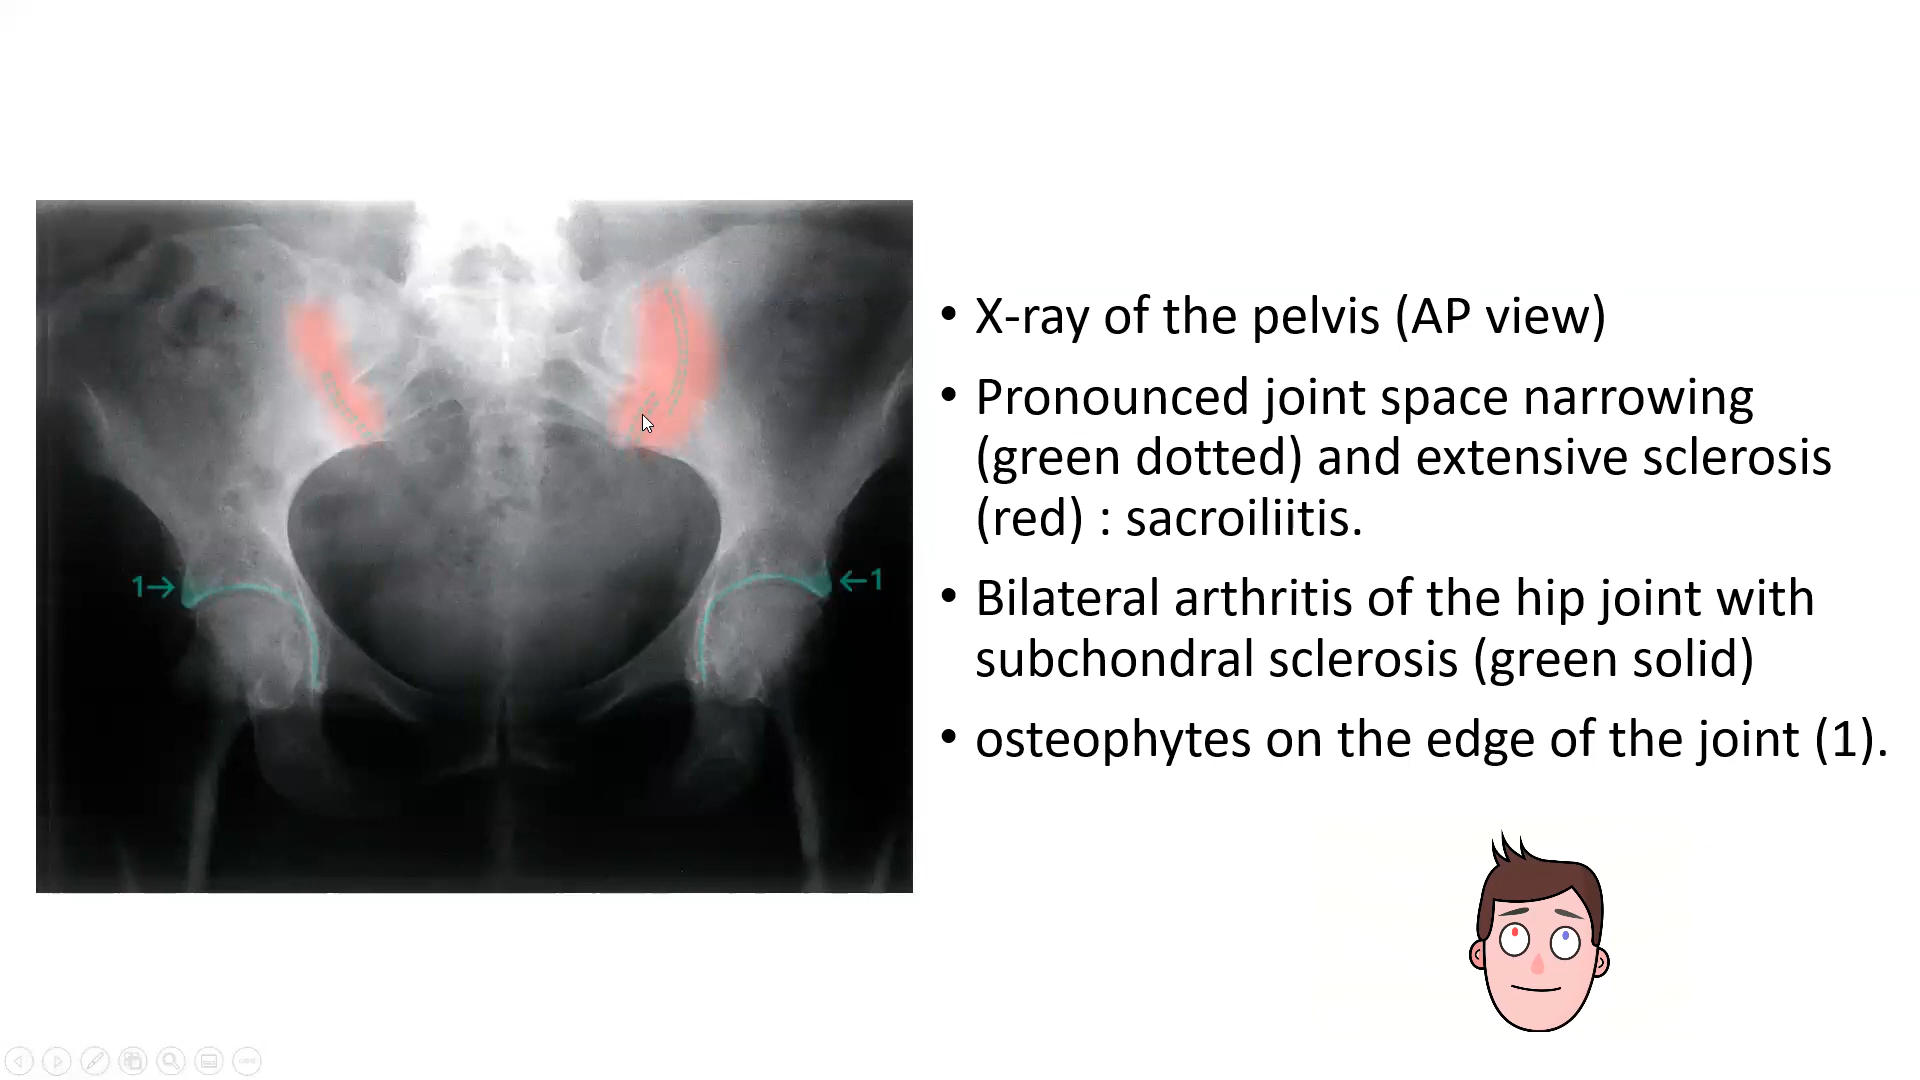 • X-ray of the pelvis (AP view)
• Pronounced joint space narrowing
(green dotted) and extensive sclerosis
(red) : sacroiliitis.
1→
←1
• Bilateral arthritis of the hip joint with
subchondral sclerosis (green solid)
• osteophytes on the edge of the joint (1).